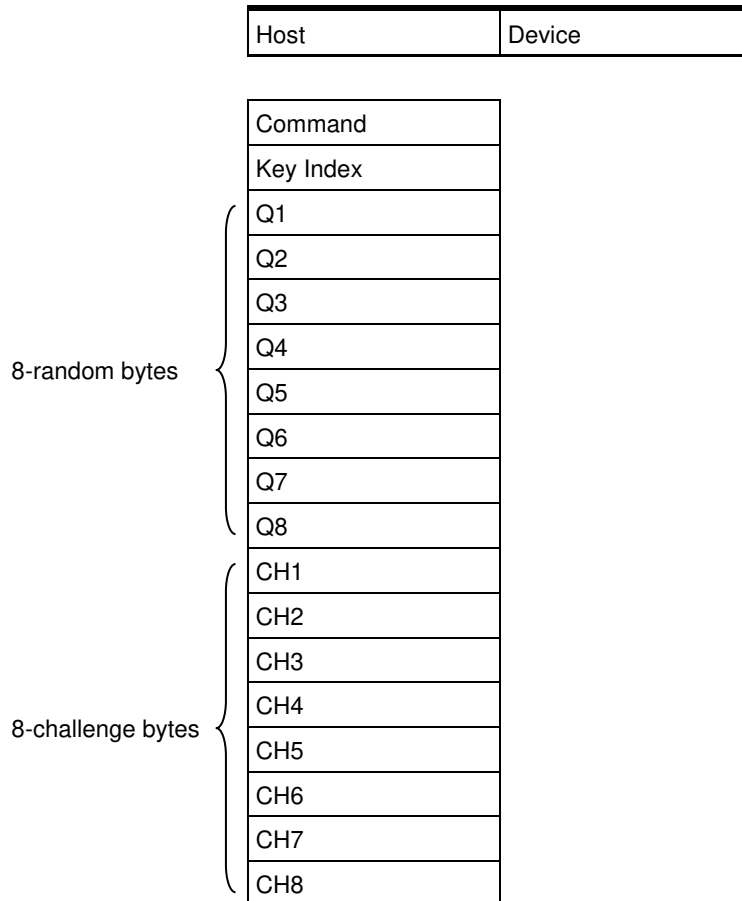 Host Device
Command
Key Index
Q1
Q2
Q3
Q4
8-random bytes
Q5
Q6
Q7
Q8
CH1
CH2
CH3
CH4
8-challenge bytes
CH5
CH6
CH7
CH8